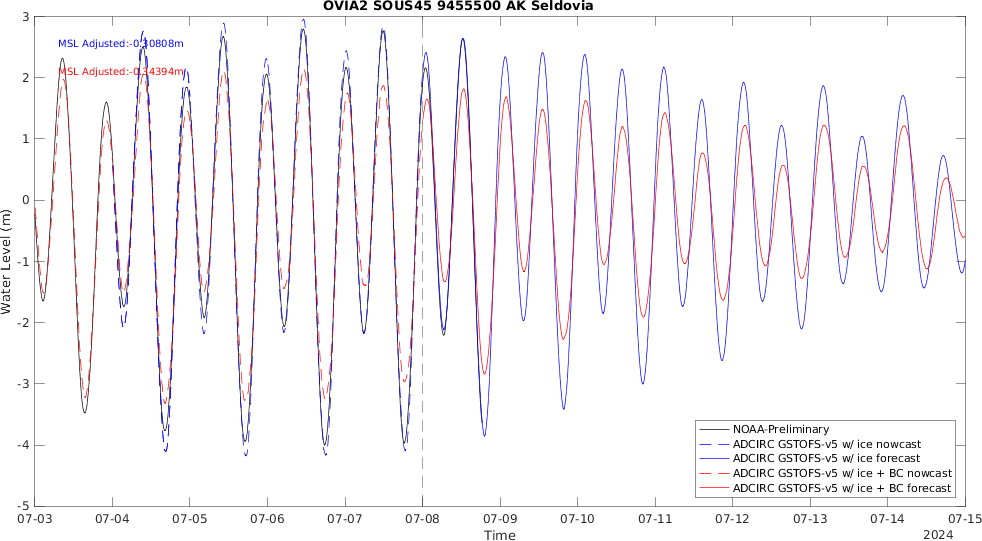 OVIA2 SOUS45 9455500 AK Seldovia
MSL Adjusted:-0.30808m
MSL Adjusted:-0.34394m
3
2
1
0
-1
-2
-3
-4
-5
Water Level (m)
NOAA-Preliminary
ADCIRC GSTOFS-v5 w/ ice nowcast
ADCIRC GSTOFS-v5 w/ ice forecast
ADCIRC GSTOFS-v5 w/ ice + BC nowcast
ADCIRC GSTOFS-v5 w/ ice + BC forecast
07-03 07-04 07-05 07-06 07-07 07-08 07-09 07-10 07-11 07-12 07-13 07-14 07-15
Time
2024